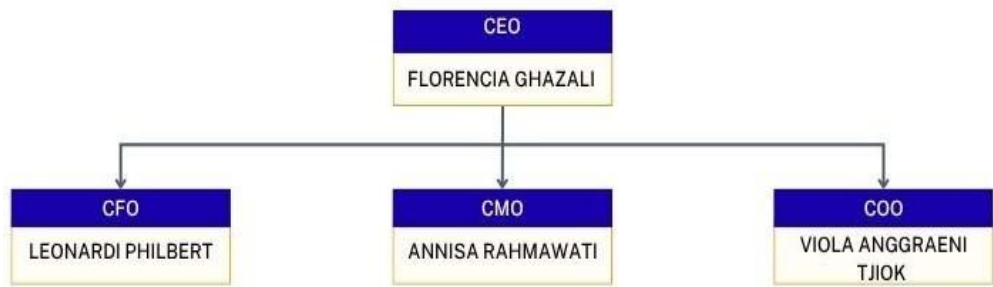 CEO
FLORENCIA GHAZALI
CFO
CMO
COO
LEONARDI PHILBERT
ANNISA RAHMAWATI
VIOLA ANGGRAENI
TJIOK